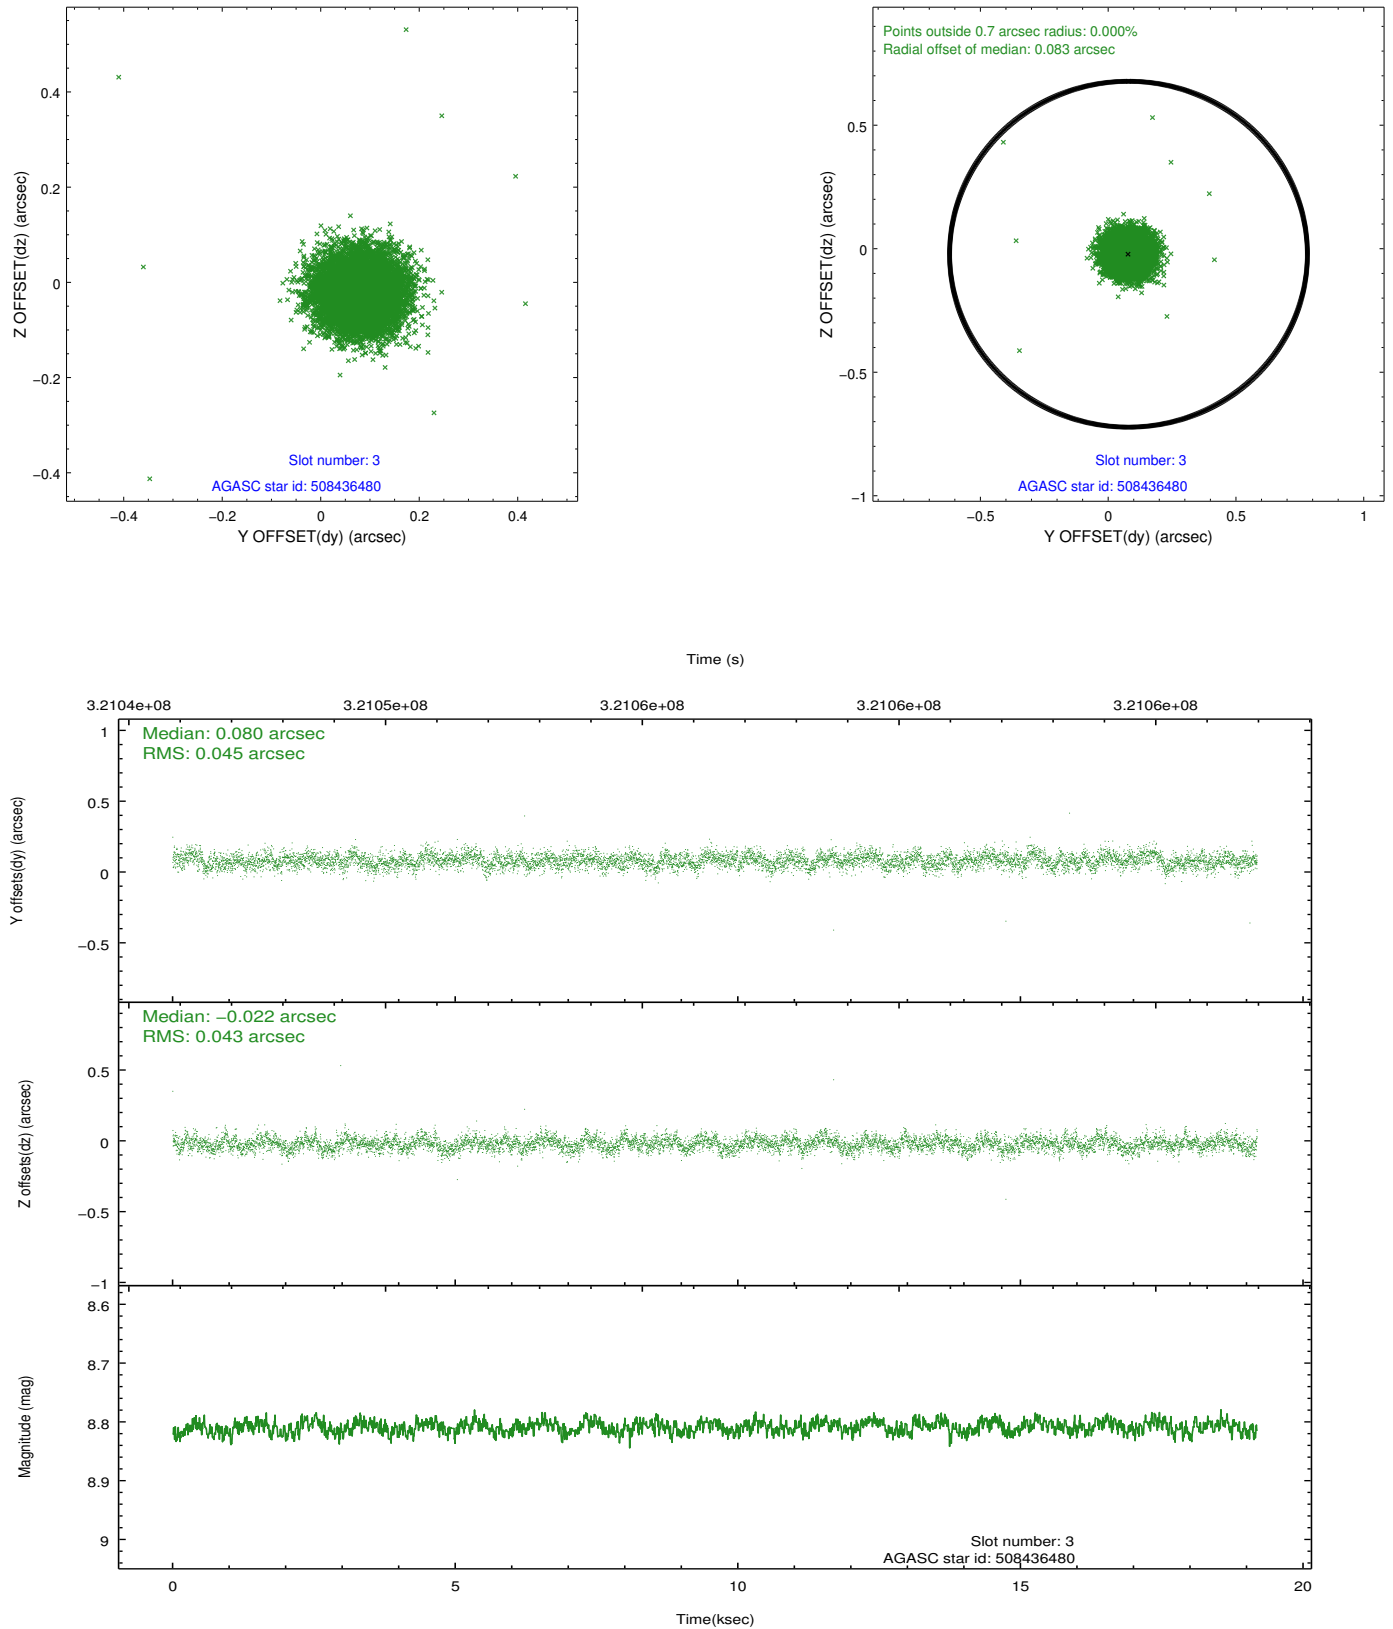 0.4
0.2
0
−0.2
−0.4
Z OFFSET(dz) (arcsec)
Slot number: 3
AGASC star id: 508436480
−0.4 −0.2 0 0.2 0.4
Y OFFSET(dy) (arcsec)
Points outside 0.7 arcsec radius: 0.000%
Radial offset of median: 0.083 arcsec
0.5
0
−0.5
−1
Z OFFSET(dz) (arcsec)
Slot number: 3
AGASC star id: 508436480
−0.5 0 0.5 1
Y OFFSET(dy) (arcsec)
Time (s)
3.2104e+08 3.2105e+08 3.2106e+08 3.2106e+08 3.2106e+08
Median: 0.080 arcsec
RMS: 0.045 arcsec
1
0.5
0
−0.5
Y offsets(dy) (arcsec)
Median: −0.022 arcsec
RMS: 0.043 arcsec
0.5
0
−0.5
−1
Z offsets(dz) (arcsec)
8.6
8.7
8.8
8.9
9
Magnitude (mag)
Slot number: 3
AGASC star id: 508436480
0 5 10 15 20
Time(ksec)